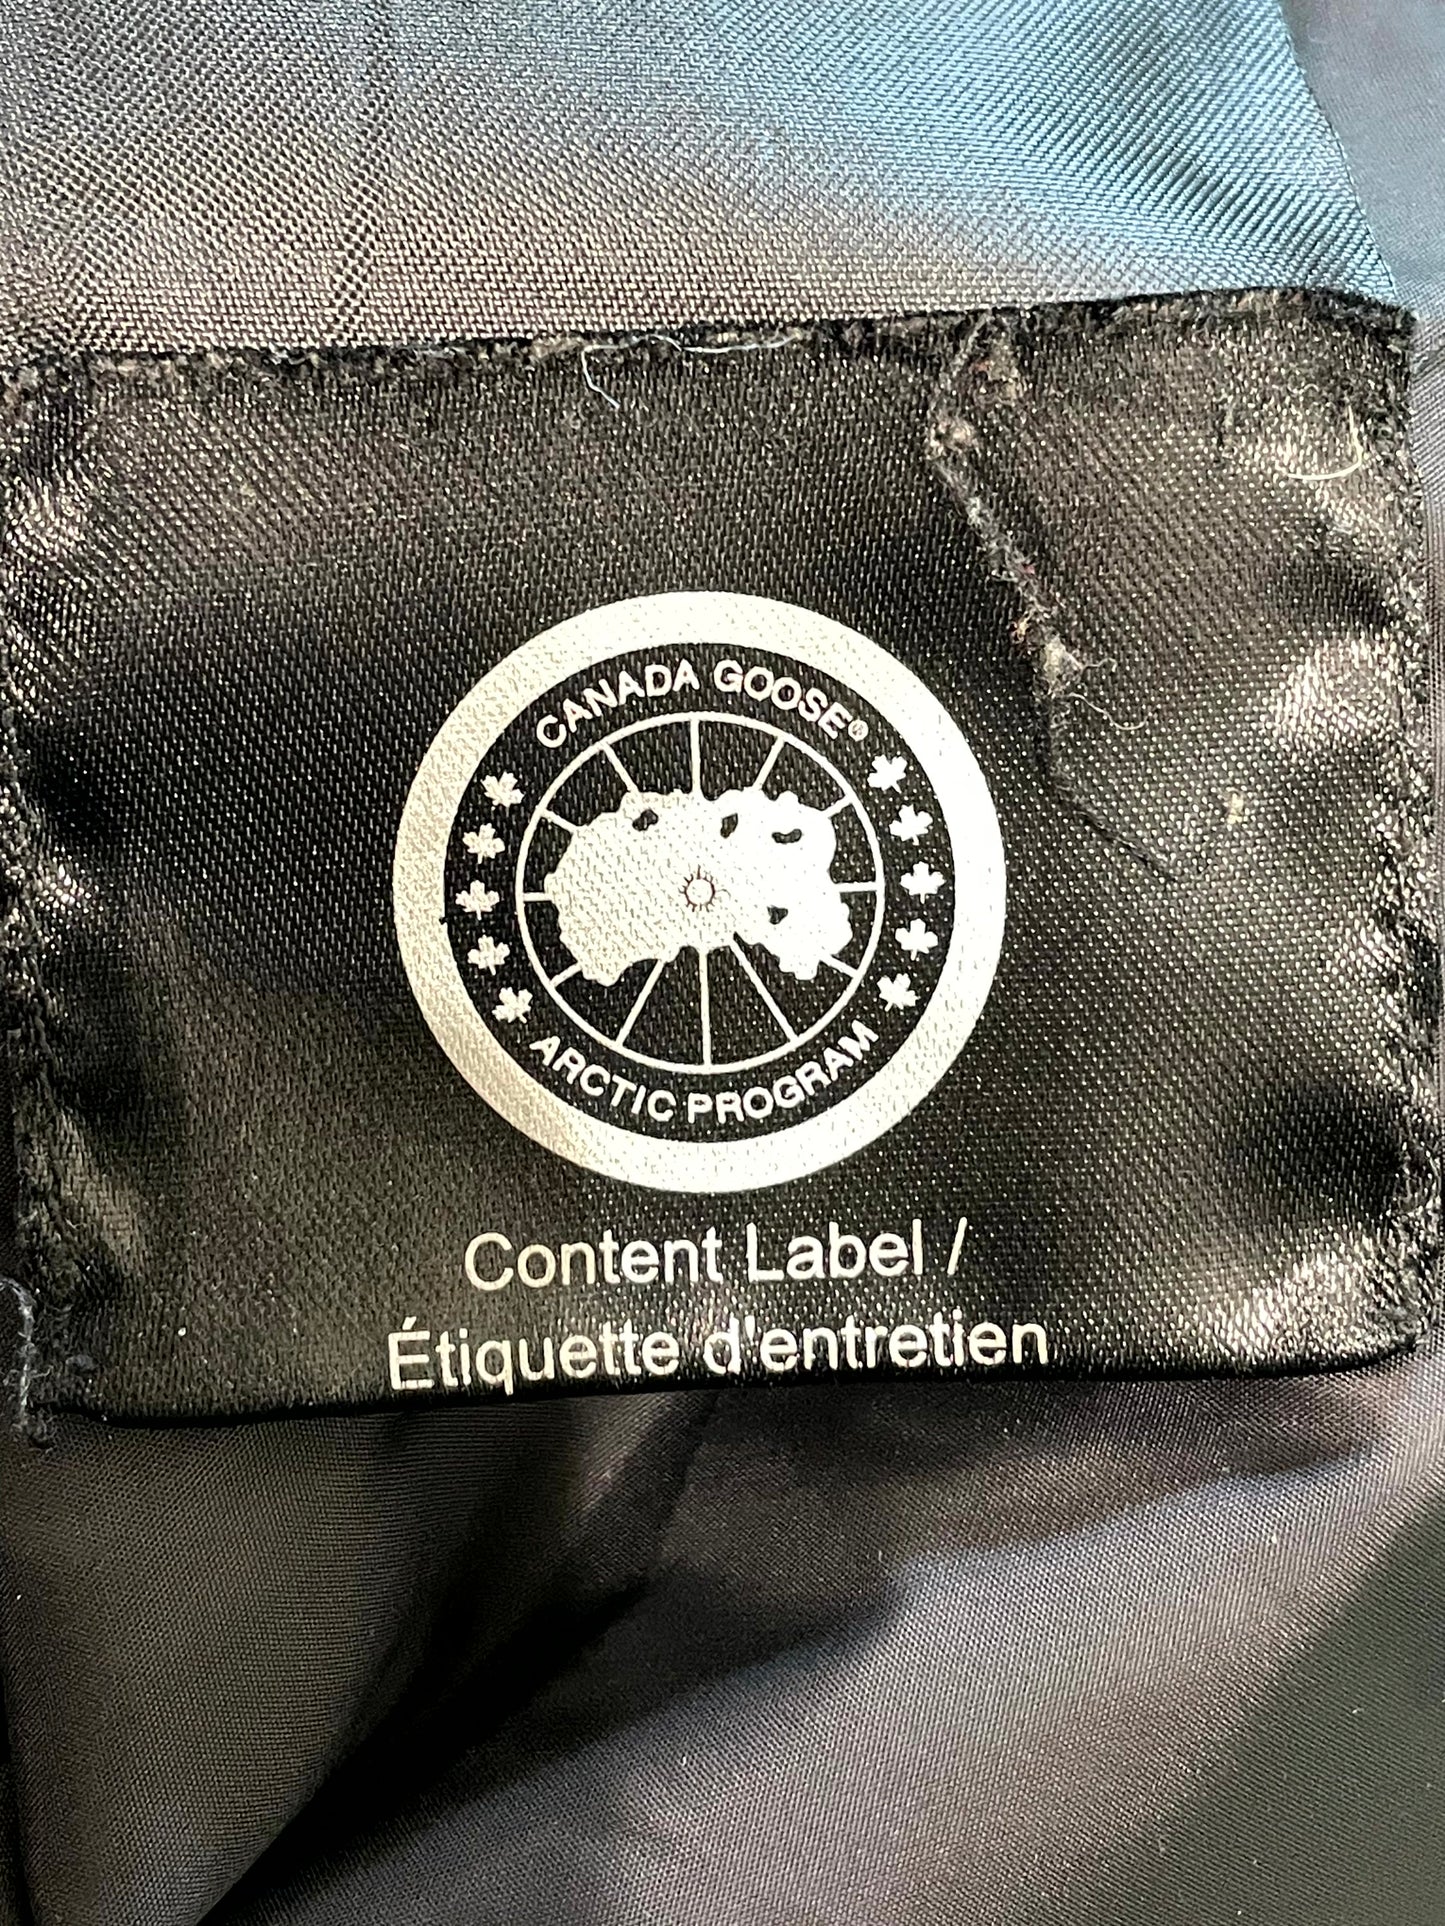 CANADA GOOSE®
ARCTIC PROGRAM
Content Label /
Étiquette d'entretien